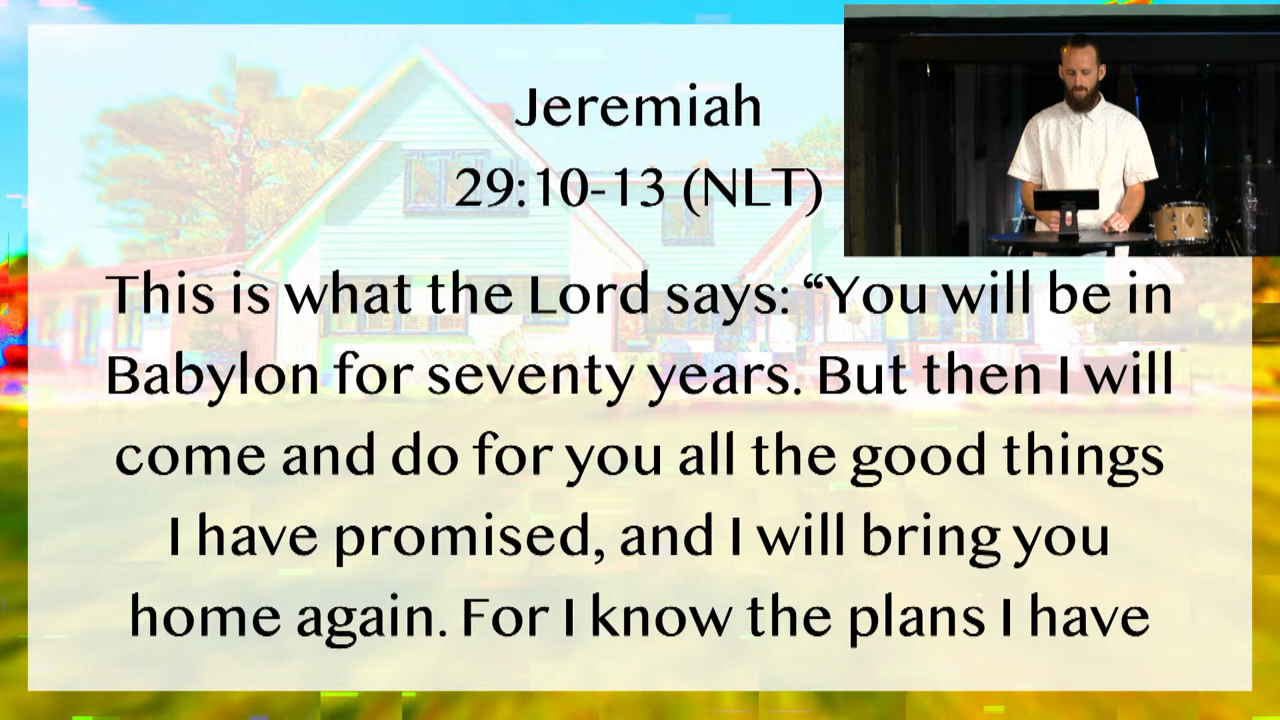 Jeremiah
29:10-13 (NLT)
This is what the Lord says: “You will be in
Babylon for seventy years. But then I will
come and do for you all the good things
I have promised, and I will bring you
home again. For I know the plans I have